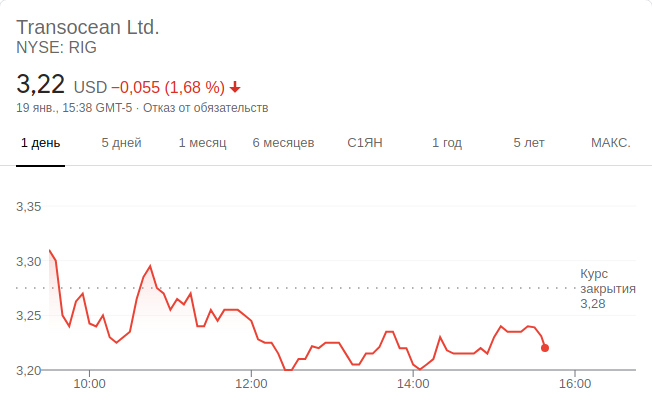 Transocean Ltd.
NYSE: RIG
3,22 USD −0,055 (1,68 %)
19 янв., 15:38 GMT-5 · Отказ от обязательств
1 день 5 дней 1 месяц 6 месяцев С1ЯН 1 год 5 лет МАКС.
3,35
3,30
Курс
закрытия
3,28
3,25
3,20
10:00 12:00 14:00 16:00